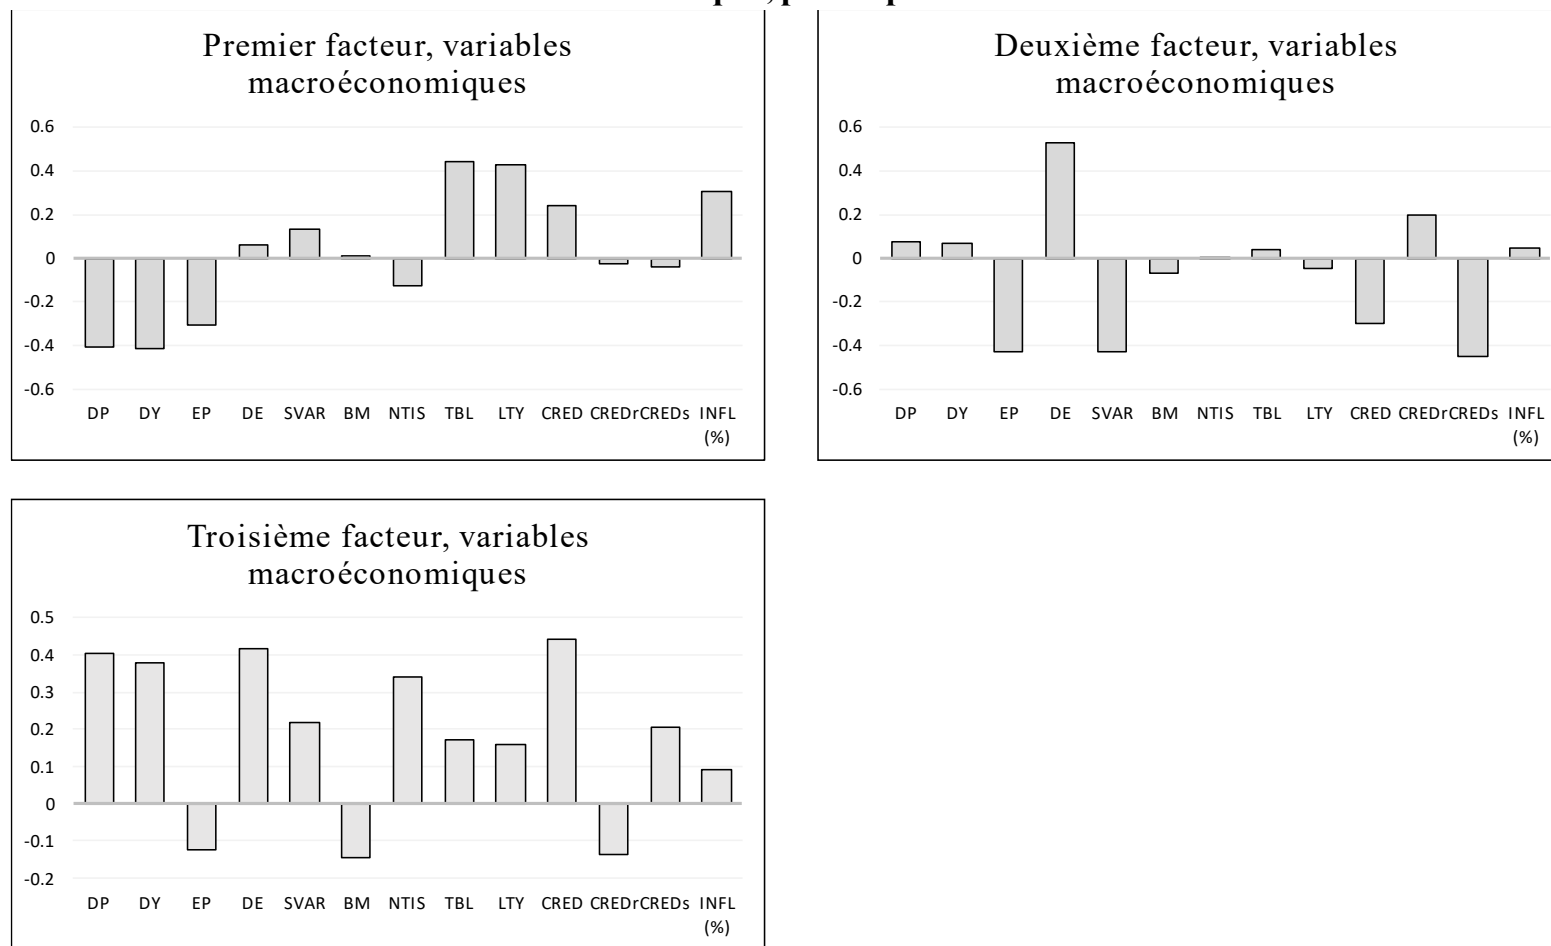 Premier facteur, variables
macroéconomiques
0.6
0.4
0.2
0
-0.2
-0.4
-0.6
DP DY EP DE SVAR BM NTIS TBL LTY CRED CREDr CREDs INFL
(%)
Deuxième facteur, variables
macroéconomiques
0.6
0.4
0.2
0
-0.2
-0.4
-0.6
DP DY EP DE SVAR BM NTIS TBL LTY CRED CREDr CREDs INFL
(%)
Troisième facteur, variables
macroéconomiques
0.5
0.4
0.3
0.2
0.1
0
-0.1
-0.2
DP DY EP DE SVAR BM NTIS TBL LTY CRED CREDr CREDs INFL
(%)